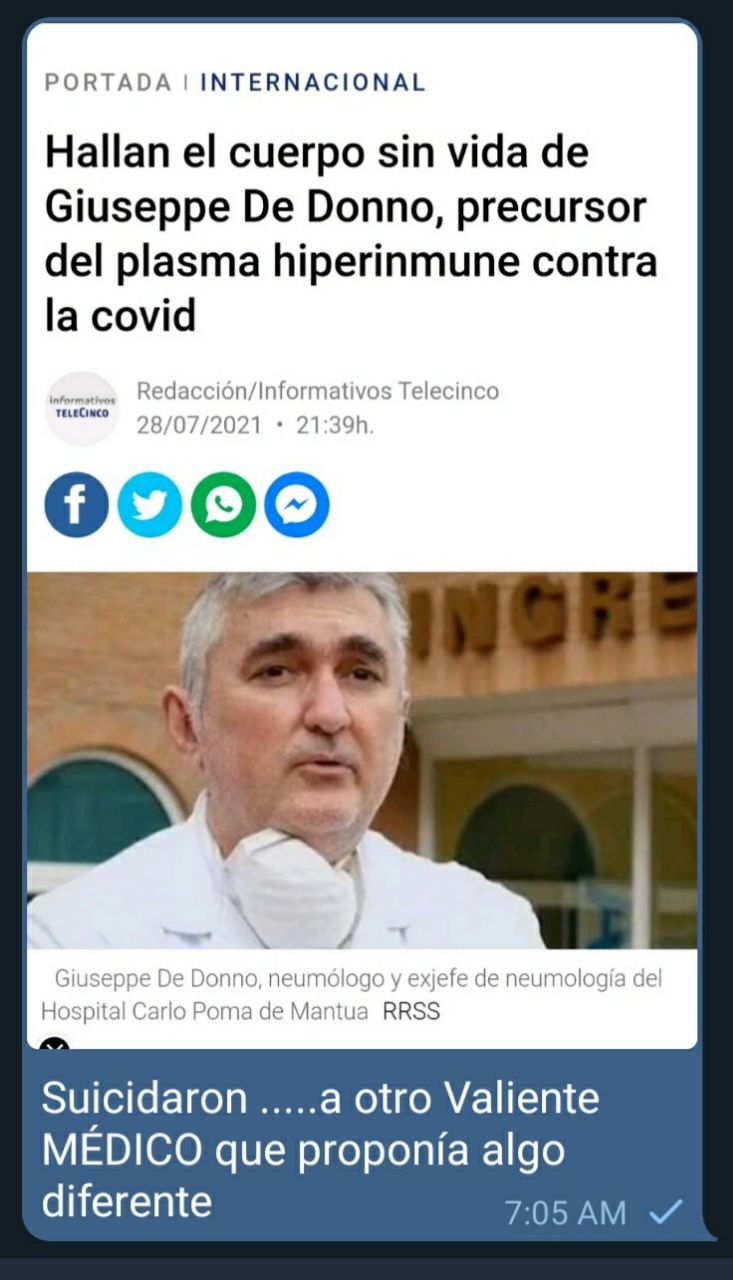 PORTADA | INTERNACIONAL
Hallan el cuerpo sin vida de
Giuseppe De Donno, precursor
del plasma hiperinmune contra
la covid
informativos
TELECINCO
Redacción/Informativos Telecinco
28/07/2021 • 21:39h.
INGRE
Giuseppe De Donno, neumólogo y exjefe de neumología del
Hospital Carlo Poma de Mantua RRSS
Suicidaron .....a otro Valiente
MÉDICO que proponía algo
diferente
7:05 AM